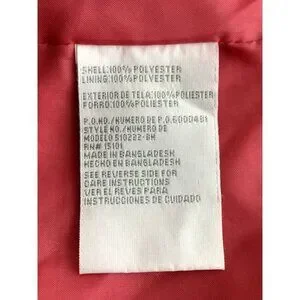 SHELL:100% POLYESTER
LINING:100% POLYESTER
EXTERIOR DE TELA:100%POLIESTER
FORRO:100%POLIESTER
P.O.NO./NUMERO DE P.O.6000481
STYLE NO./NUMERO DE
MODELO 510222-BH
RN# 15101
MADE IN BANGLADESH
HECHO EN BANGLADESH
SEE REVERSE SIDE FOR
CARE INSTRUCTIONS
VER EL REVES PARA
INSTRUCCIONES DE CUIDADO